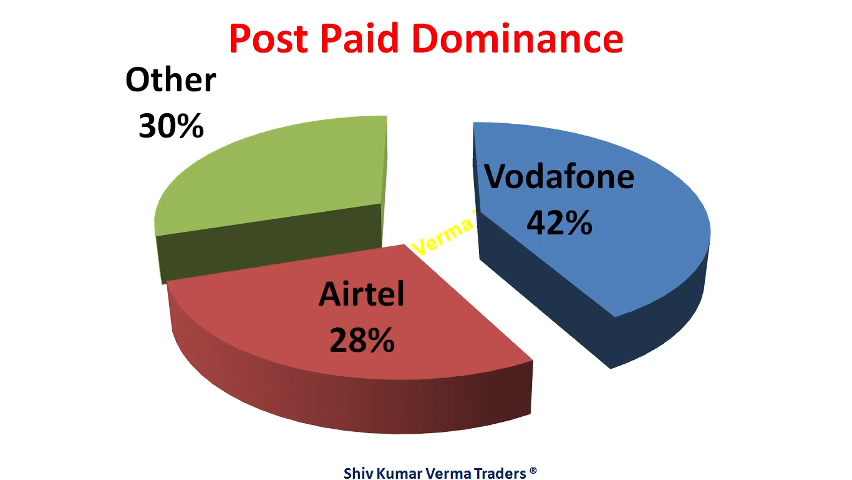 Post Paid Dominance
Other
30%
Vodafone
42%
Verma
Airtel
28%
Shiv Kumar Verma Traders ®